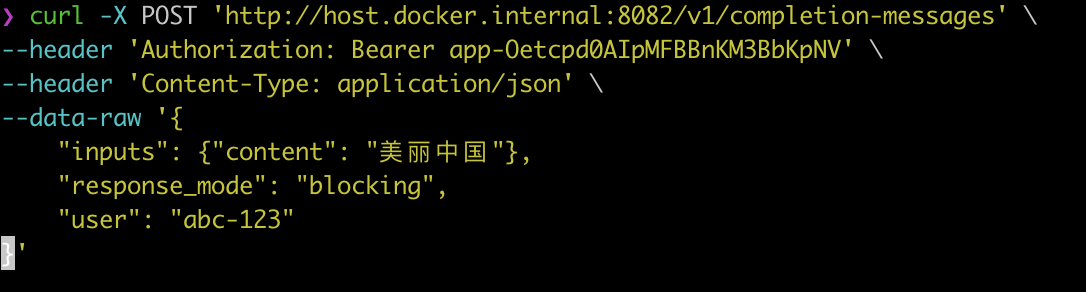 ❯ curl -X POST 'http://host.docker.internal:8082/v1/completion-messages' \
--header 'Authorization: Bearer app-Oetcpd0AIpMFBBnKM3BbKpNV' \
--header 'Content-Type: application/json' \
--data-raw '{
    "inputs": {"content": "美丽中国"},
    "response_mode": "blocking",
    "user": "abc-123"
}'